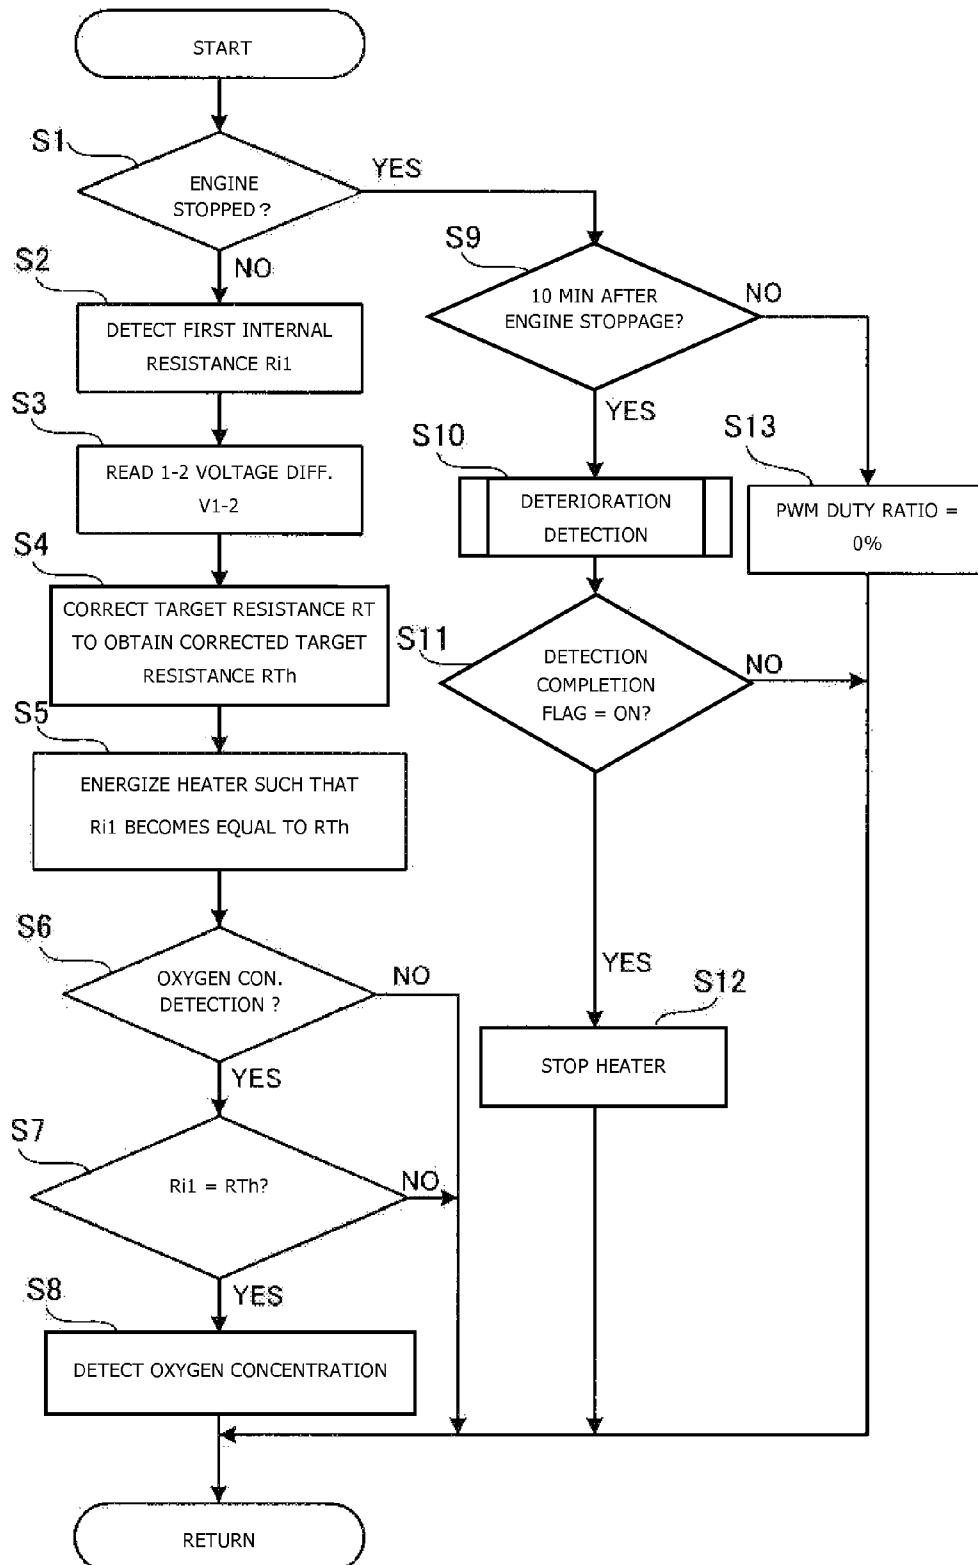 START
S1
ENGINE
STOPPED?
YES
NO
S2
DETECT FIRST INTERNAL
RESISTANCE Ri1
S3
READ 1-2 VOLTAGE DIFF.
V1-2
S4
CORRECT TARGET RESISTANCE RT
TO OBTAIN CORRECTED TARGET
RESISTANCE RTh
S5
ENERGIZE HEATER SUCH THAT
Ri1 BECOMES EQUAL TO RTh
S6
OXYGEN CON.
DETECTION ?
NO
YES
S7
Ri1 = RTh?
NO
YES
S8
DETECT OXYGEN CONCENTRATION
RETURN
S9
10 MIN AFTER
ENGINE STOPPAGE?
NO
YES
S10
DETERIORATION
DETECTION
S11
DETECTION
COMPLETION
FLAG = ON?
NO
YES
S12
STOP HEATER
S13
PWM DUTY RATIO =
0%